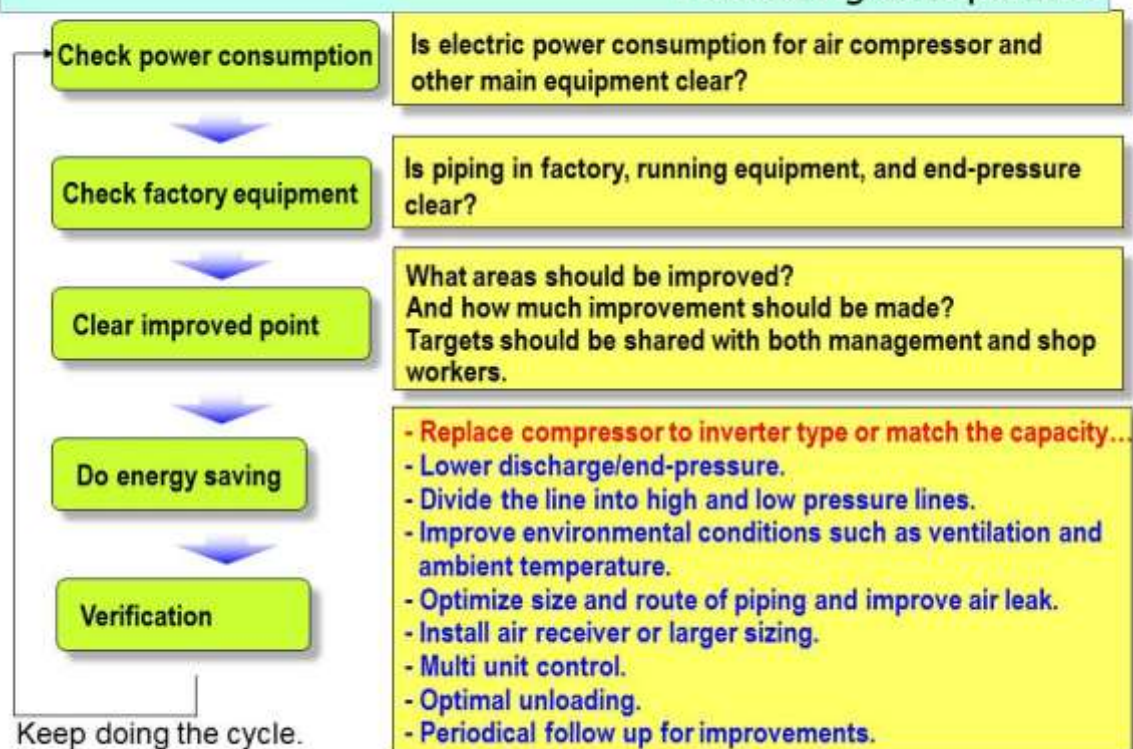 Check power consumption
Is electric power consumption for air compressor and
other main equipment clear?
Check factory equipment
Is piping in factory, running equipment, and end-pressure
clear?
Clear improved point
What areas should be improved?
And how much improvement should be made?
Targets should be shared with both management and shop
workers.
Do energy saving
- Replace compressor to inverter type or match the capacity...
- Lower discharge/end-pressure.
- Divide the line into high and low pressure lines.
- Improve environmental conditions such as ventilation and
ambient temperature.
- Optimize size and route of piping and improve air leak.
- Install air receiver or larger sizing.
- Multi unit control.
- Optimal unloading.
- Periodical follow up for improvements.
Verification
Keep doing the cycle.